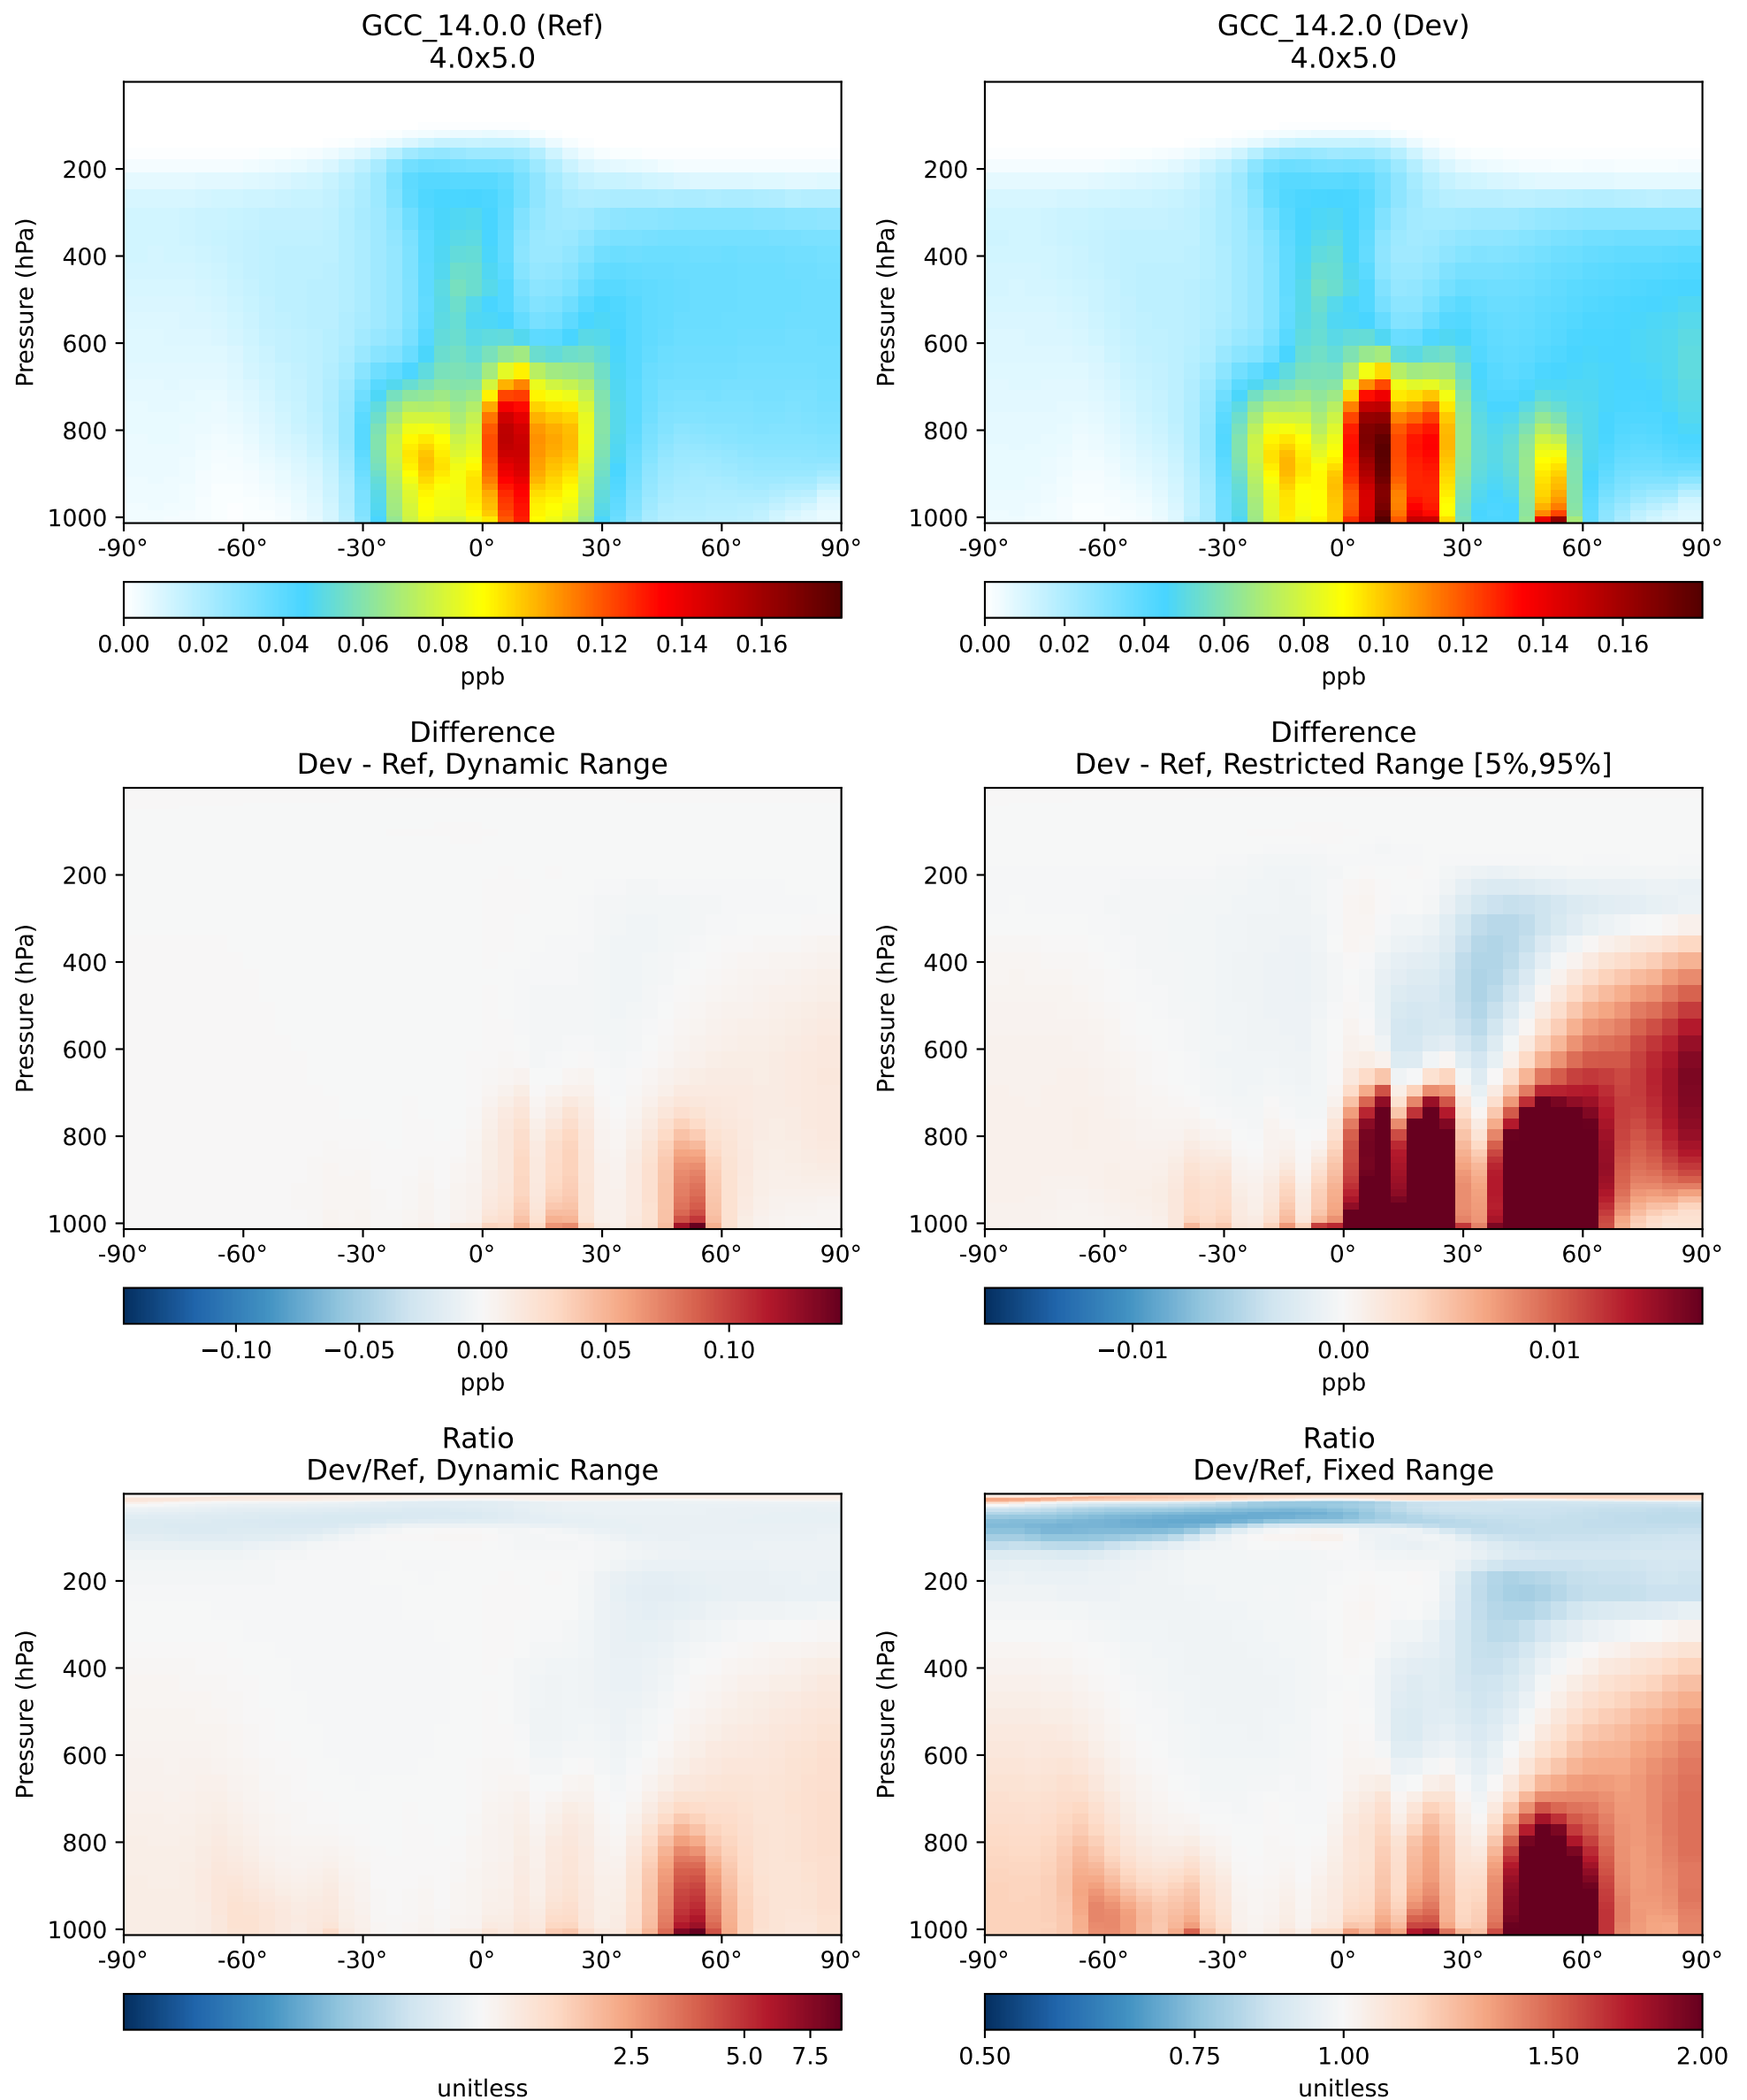 GCC_14.0.0 (Ref)
4.0x5.0
Pressure (hPa)
200
400
600
800
1000
-90° -60° -30° 0° 30° 60° 90°
0.00 0.02 0.04 0.06 0.08 0.10 0.12 0.14 0.16
ppb
GCC_14.2.0 (Dev)
4.0x5.0
Pressure (hPa)
200
400
600
800
1000
-90° -60° -30° 0° 30° 60° 90°
0.00 0.02 0.04 0.06 0.08 0.10 0.12 0.14 0.16
ppb
Difference
Dev - Ref, Dynamic Range
Pressure (hPa)
200
400
600
800
1000
-90° -60° -30° 0° 30° 60° 90°
−0.10 −0.05 0.00 0.05 0.10
ppb
Difference
Dev - Ref, Restricted Range [5%,95%]
Pressure (hPa)
200
400
600
800
1000
-90° -60° -30° 0° 30° 60° 90°
−0.01 0.00 0.01
ppb
Ratio
Dev/Ref, Dynamic Range
Pressure (hPa)
200
400
600
800
1000
-90° -60° -30° 0° 30° 60° 90°
2.5 5.0 7.5
unitless
Ratio
Dev/Ref, Fixed Range
Pressure (hPa)
200
400
600
800
1000
-90° -60° -30° 0° 30° 60° 90°
0.50 0.75 1.00 1.50 2.00
unitless